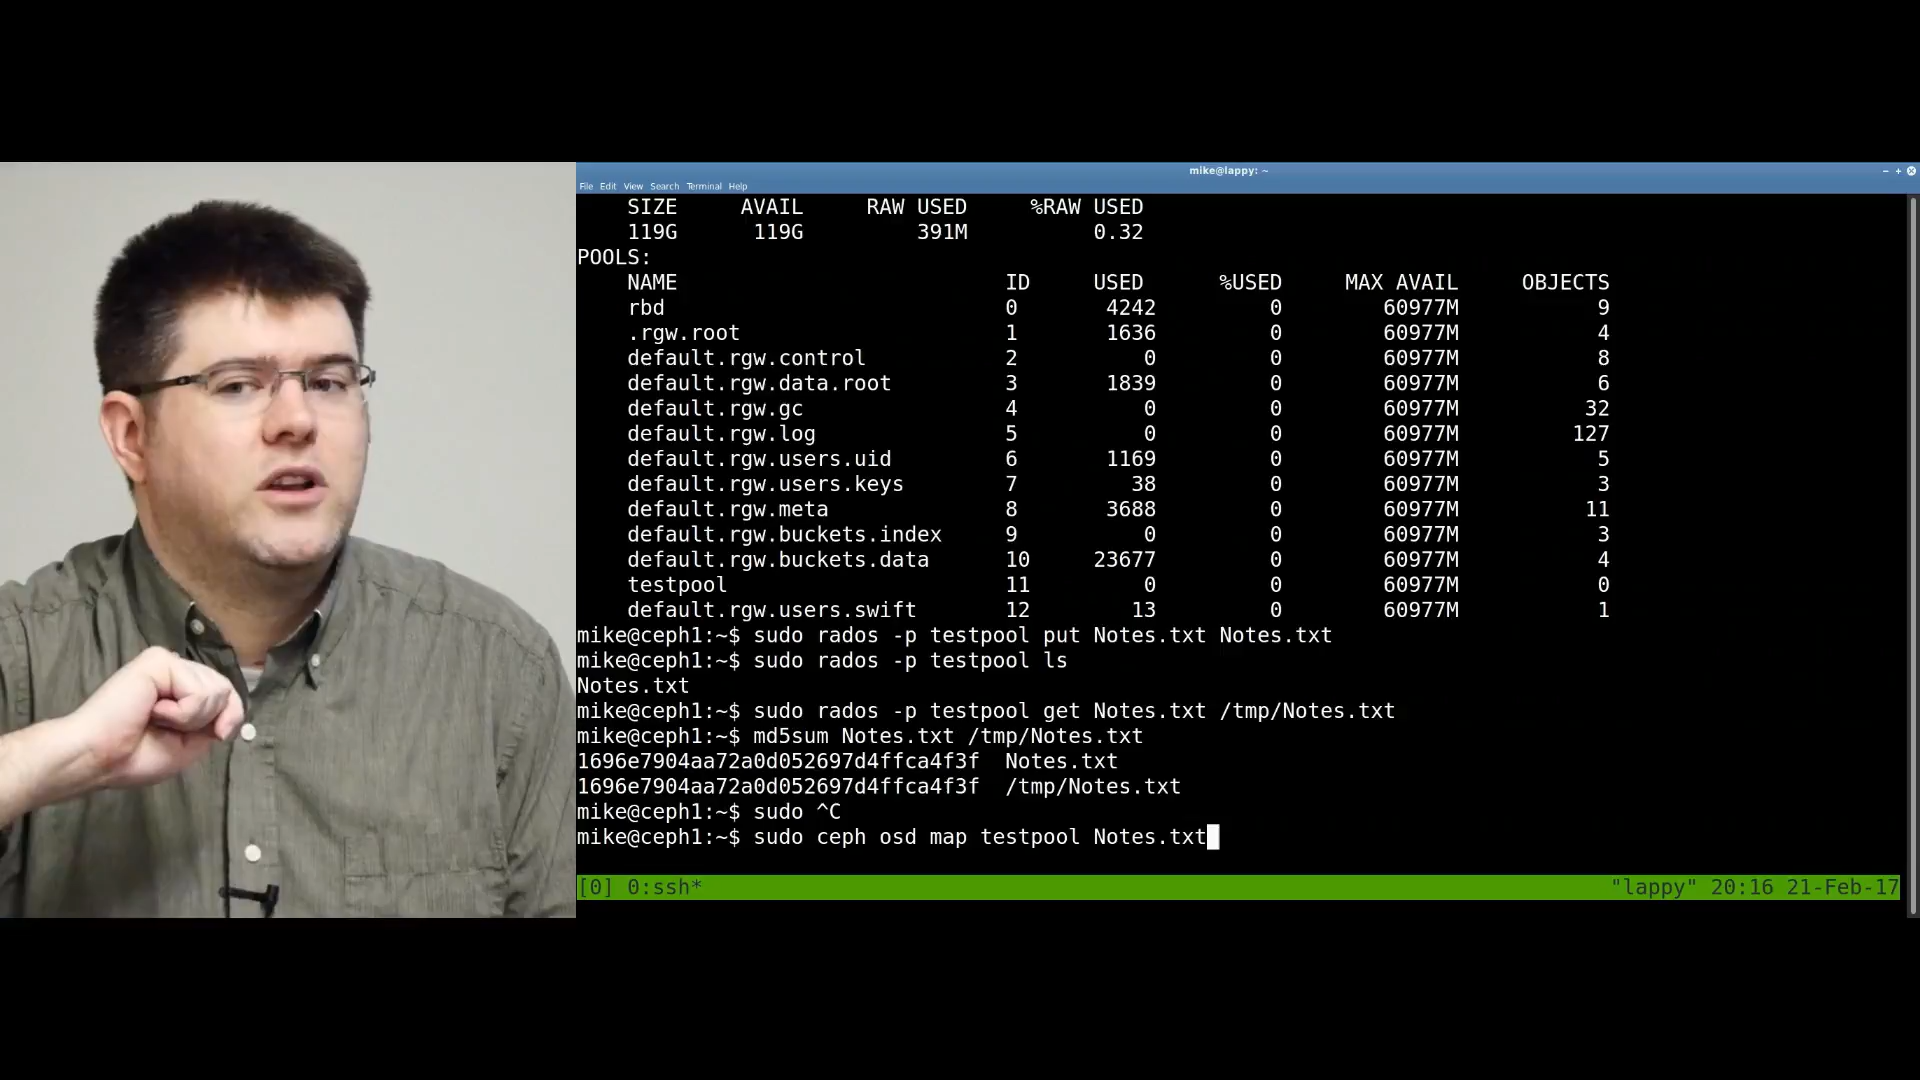 mike@lappy: ~
File Edit View Search Terminal Help
SIZE AVAIL RAW USED %RAW USED
119G 119G 391M 0.32
POOLS:
NAME ID USED %USED MAX AVAIL OBJECTS
rbd 0 4242 0 60977M 9
.rgw.root 1 1636 0 60977M 4
default.rgw.control 2 0 0 60977M 8
default.rgw.data.root 3 1839 0 60977M 6
default.rgw.gc 4 0 0 60977M 32
default.rgw.log 5 0 0 60977M 127
default.rgw.users.uid 6 1169 0 60977M 5
default.rgw.users.keys 7 38 0 60977M 3
default.rgw.meta 8 3688 0 60977M 11
default.rgw.buckets.index 9 0 0 60977M 3
default.rgw.buckets.data 10 23677 0 60977M 4
testpool 11 0 0 60977M 0
default.rgw.users.swift 12 13 0 60977M 1
mike@ceph1:~$ sudo rados -p testpool put Notes.txt Notes.txt
mike@ceph1:~$ sudo rados -p testpool ls
Notes.txt
mike@ceph1:~$ sudo rados -p testpool get Notes.txt /tmp/Notes.txt
mike@ceph1:~$ md5sum Notes.txt /tmp/Notes.txt
1696e7904aa72a0d052697d4ffca4f3f Notes.txt
1696e7904aa72a0d052697d4ffca4f3f /tmp/Notes.txt
mike@ceph1:~$ sudo ^C
mike@ceph1:~$ sudo ceph osd map testpool Notes.txt
[0] 0:ssh* "lappy" 20:16 21-Feb-17